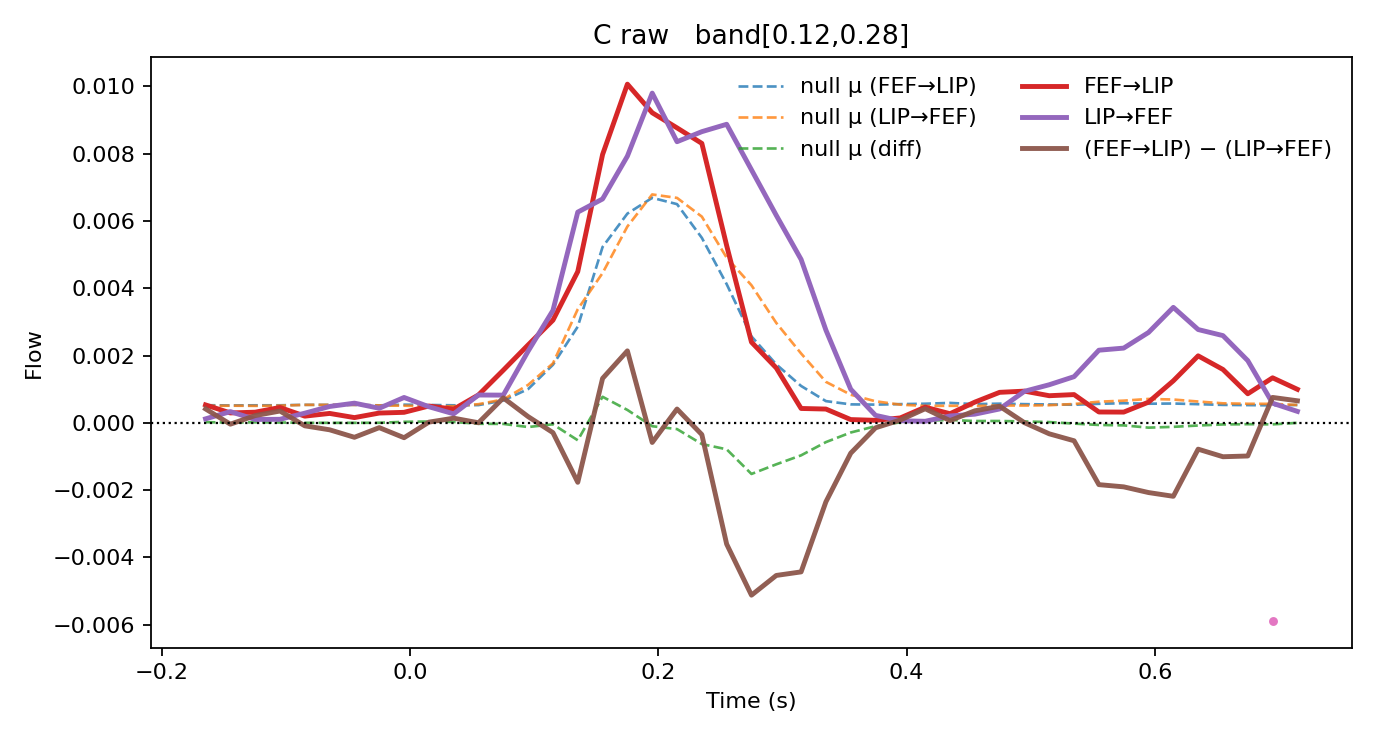 C raw   band[0.12,0.28]
null μ (FEF→LIP)
null μ (LIP→FEF)
null μ (diff)
FEF→LIP
LIP→FEF
(FEF→LIP) − (LIP→FEF)
Flow
0.010
0.008
0.006
0.004
0.002
0.000
−0.002
−0.004
−0.006
−0.2
0.0
0.2
0.4
0.6
Time (s)